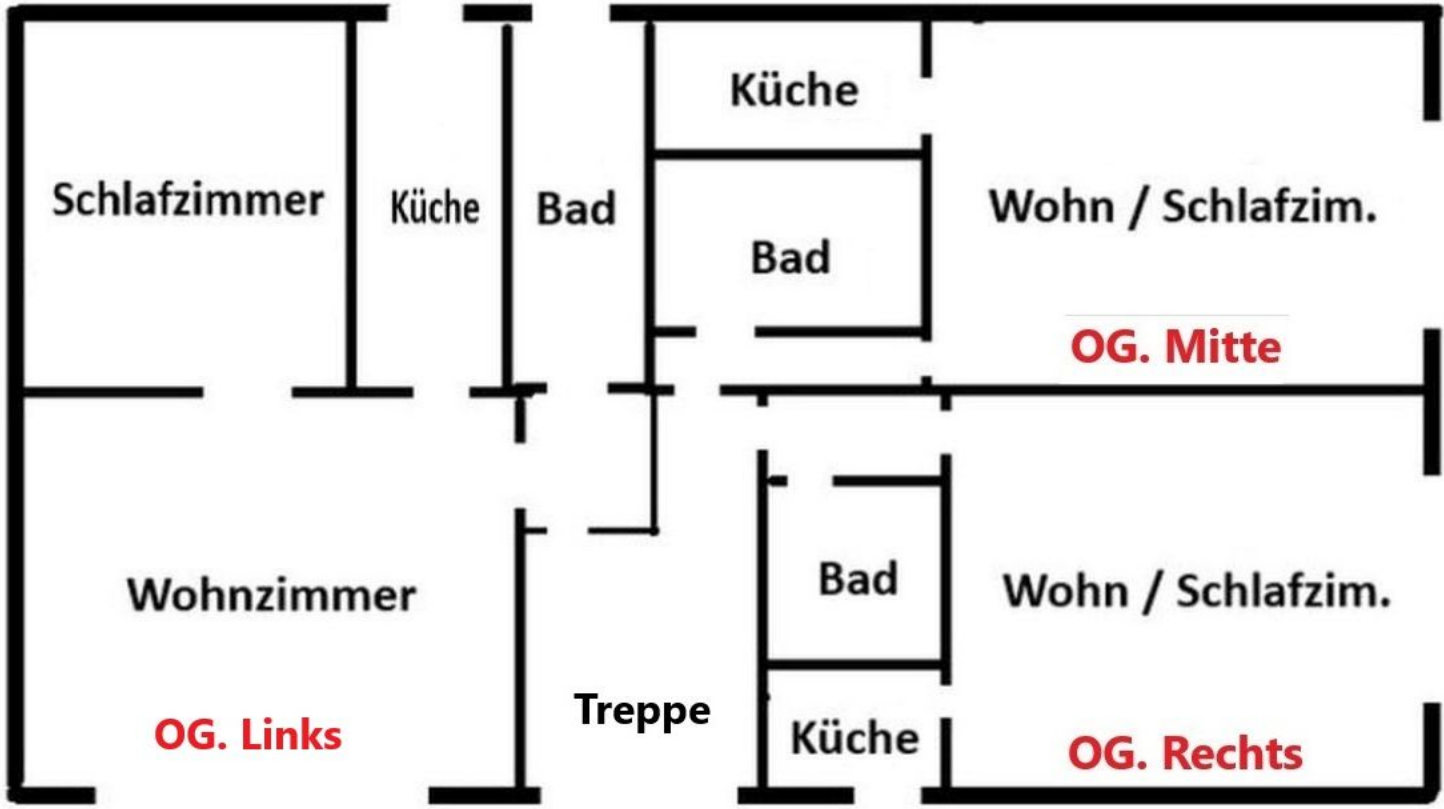 Küche
Schlafzimmer
Küche
Bad
Wohn / Schlafzim.
Bad
OG. Mitte
Bad
Wohnzimmer
Wohn / Schlafzim.
Treppe
OG. Links
Küche
OG. Rechts